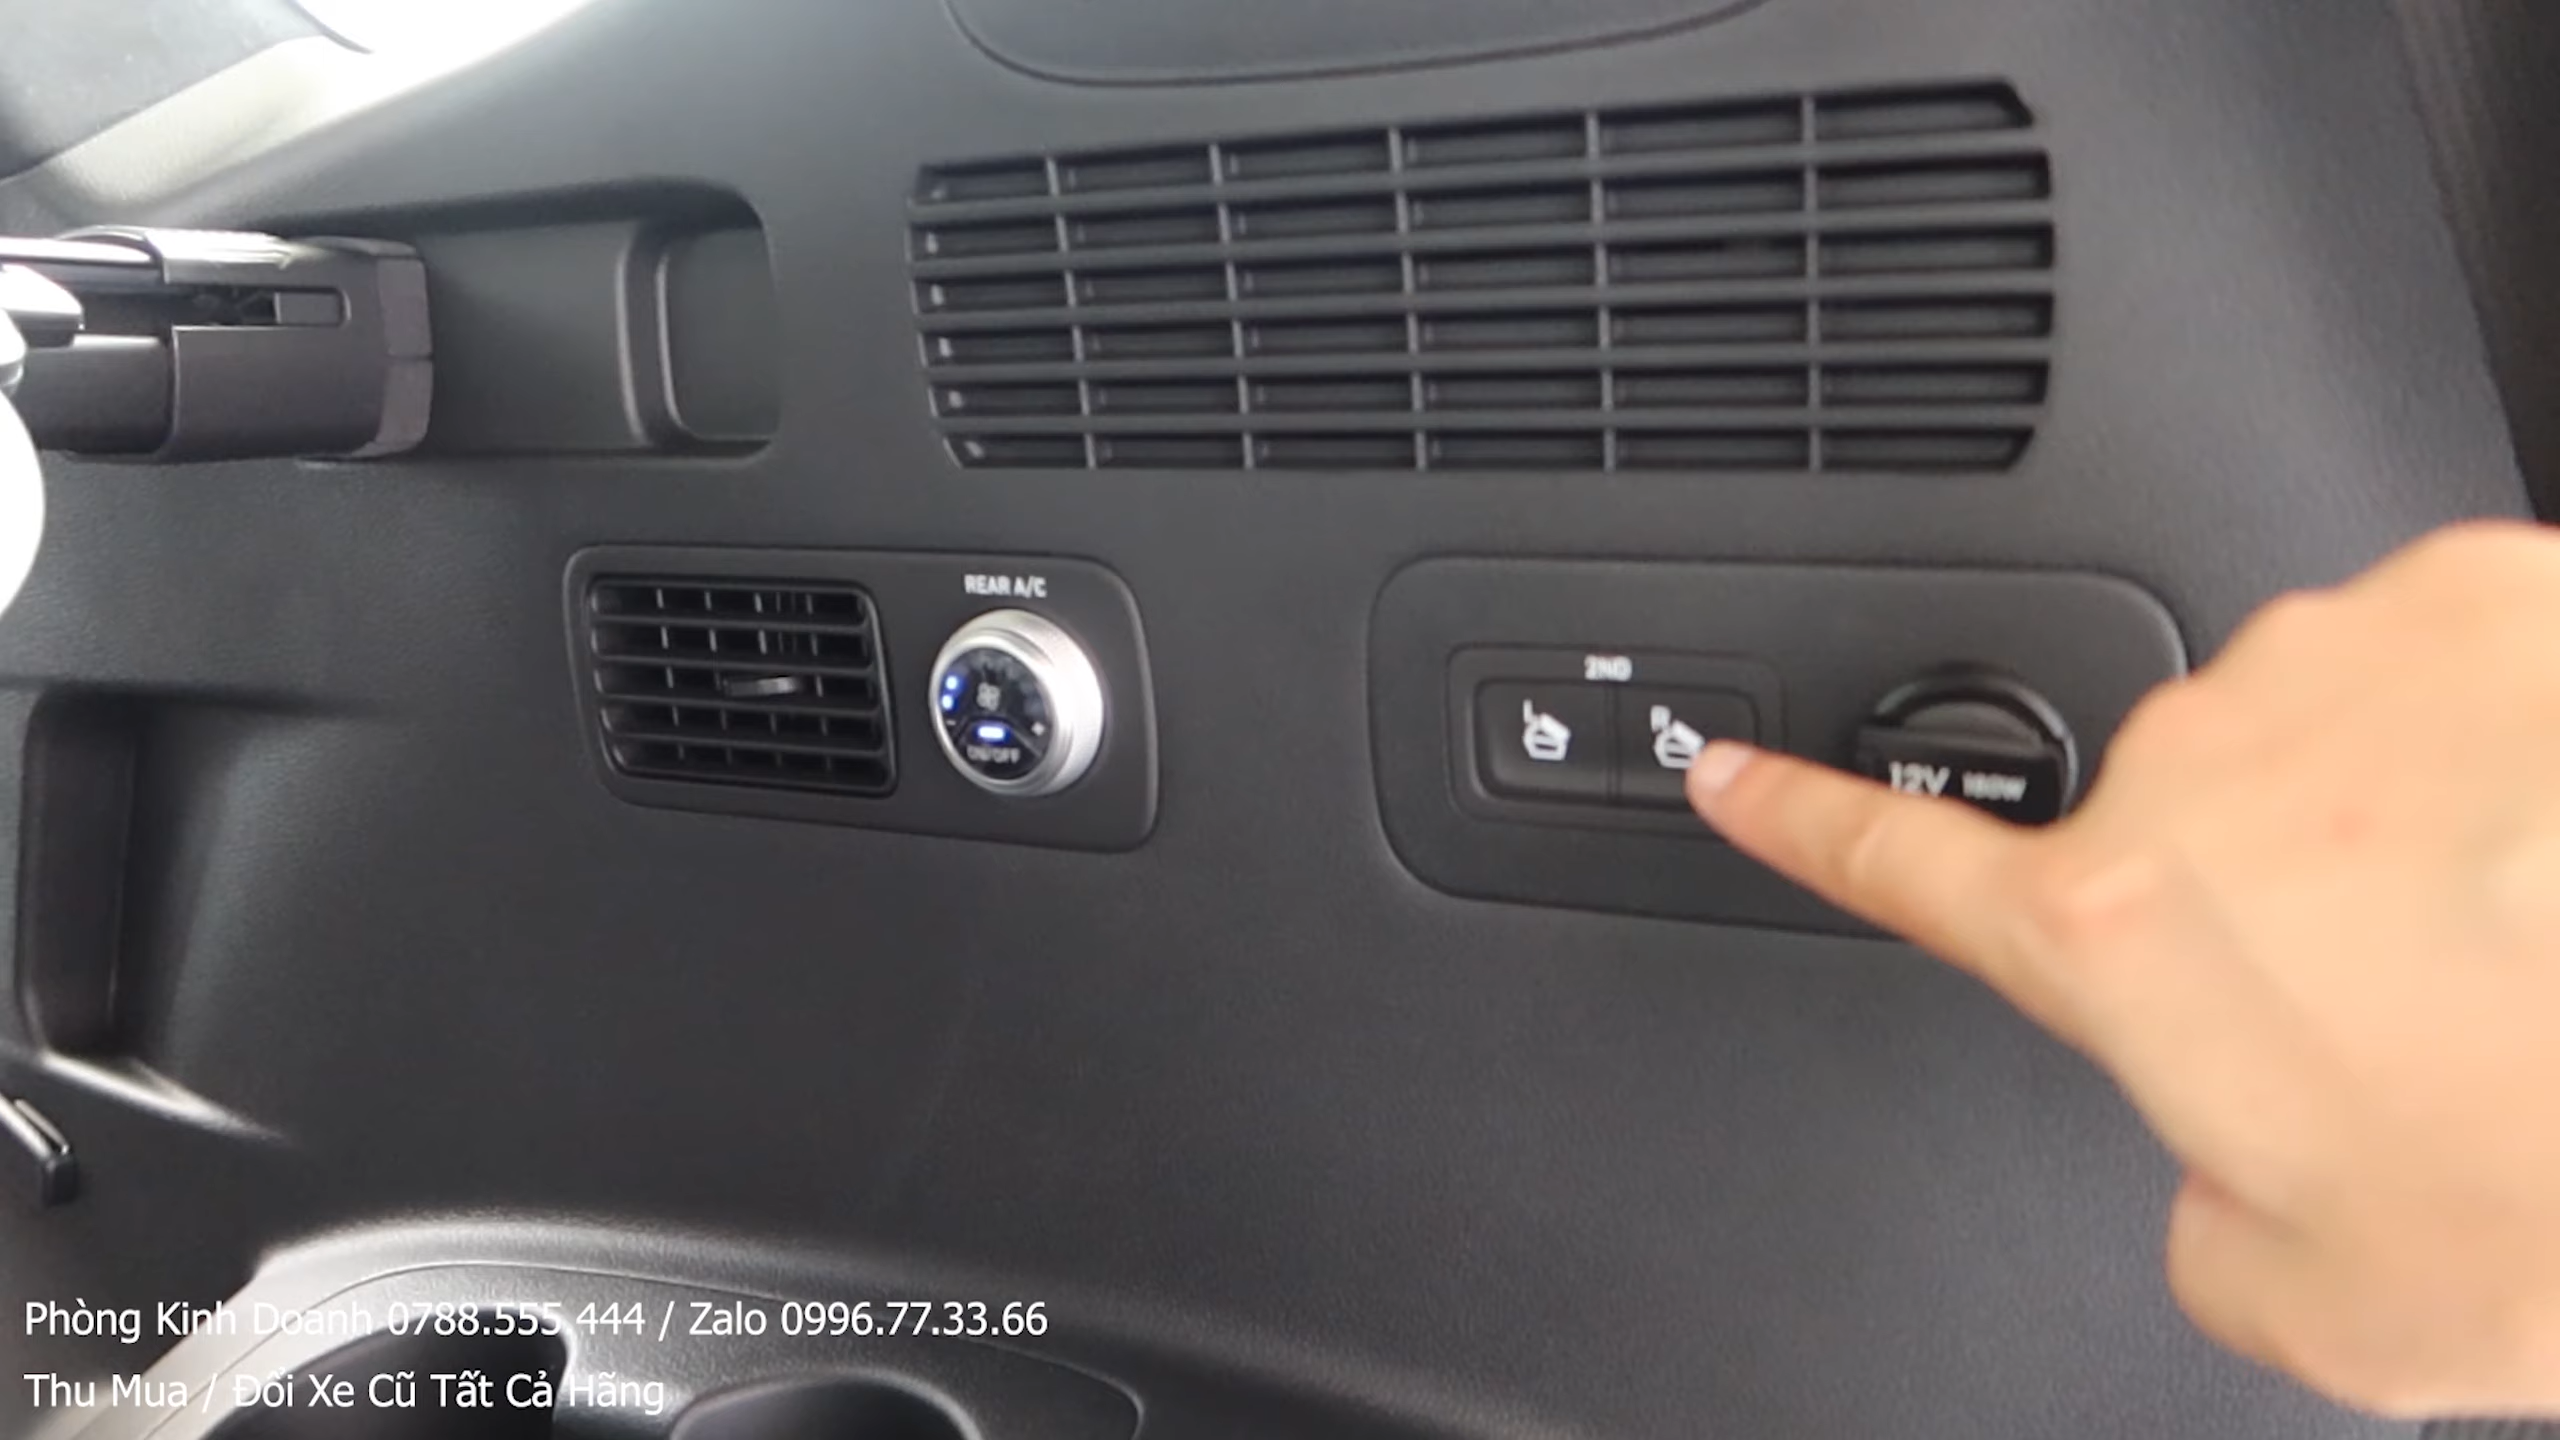 REAR A/C
ON/OFF
2ND
L
R
12V 180W
Phòng Kinh Doanh 0788.555.444 / Zalo 0996.77.33.66
Thu Mua / Đổi Xe Cũ Tất Cả Hãng